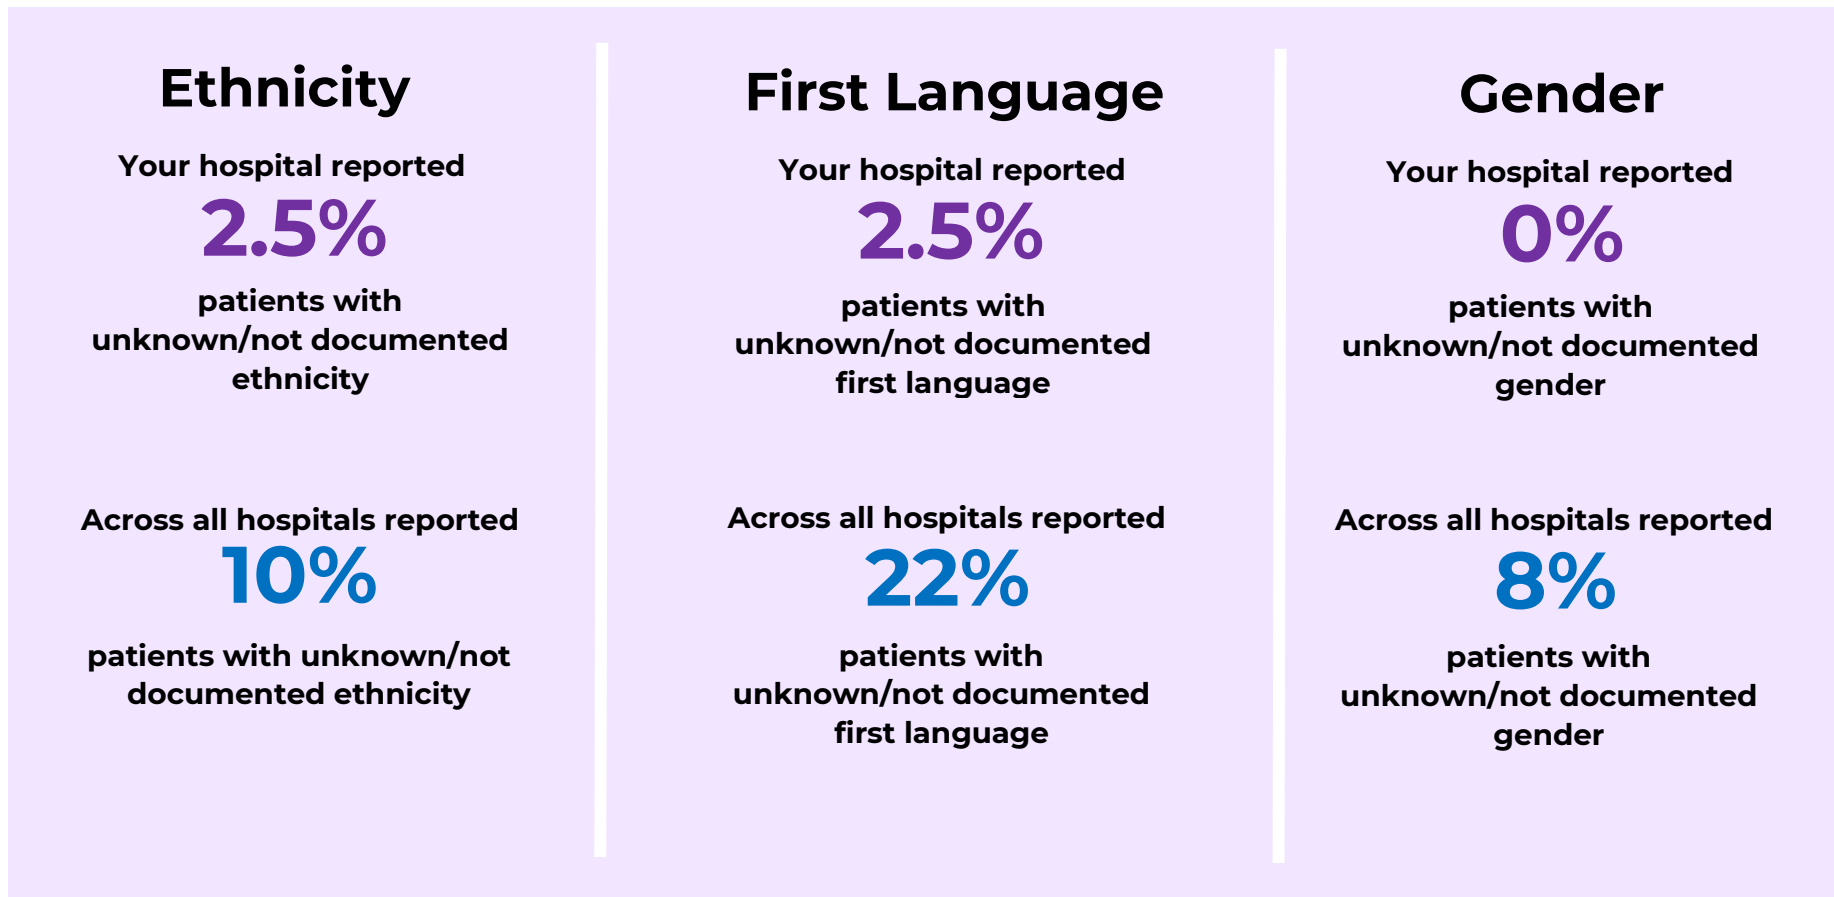 Ethnicity
Your hospital reported
2.5%
patients with
unknown/not documented
ethnicity
Across all hospitals reported
10%
patients with unknown/not
documented ethnicity
First Language
Your hospital reported
2.5%
patients with
unknown/not documented
first language
Across all hospitals reported
22%
patients with
unknown/not documented
first language
Gender
Your hospital reported
0%
patients with
unknown/not documented
gender
Across all hospitals reported
8%
patients with
unknown/not documented
gender